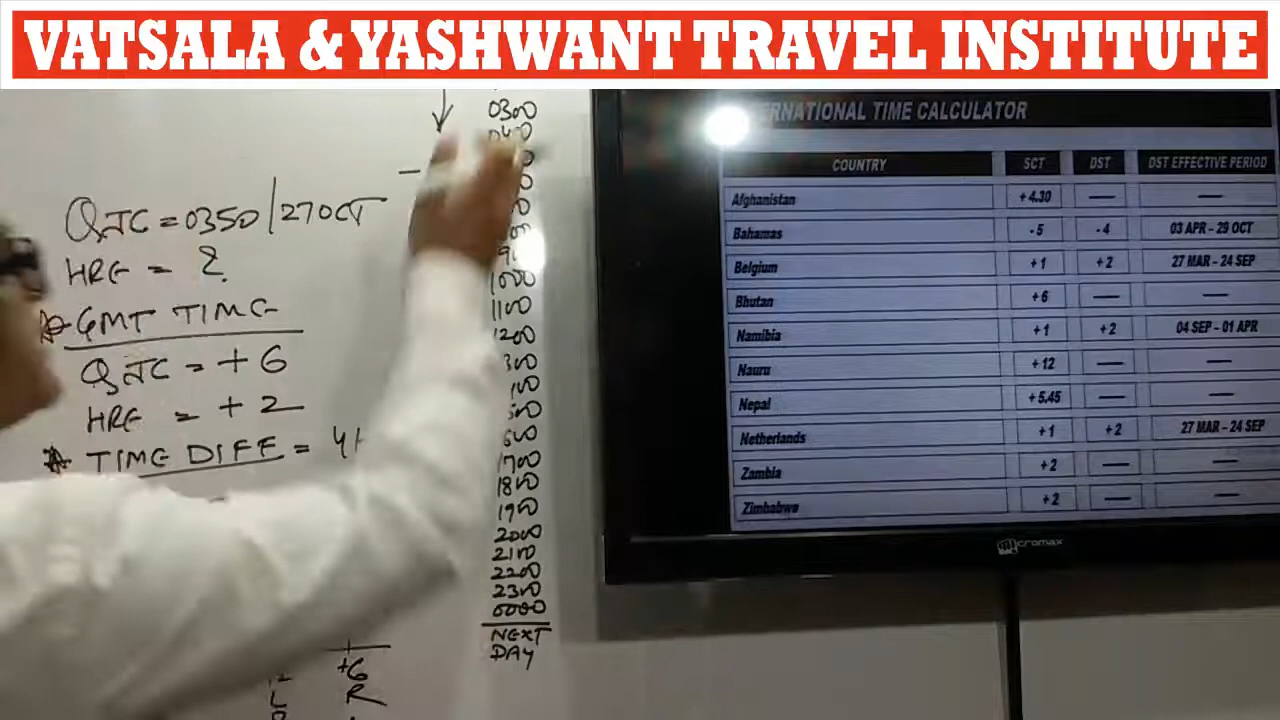 VATSALA & YASHWANT TRAVEL INSTITUTE
QJC = 0350 / 27 OCT
HRE = ?
GMT TIME
QJC = +6
HRE = +2
TIME DIFF = 4H
+6
R
0300
1000
1100
1200
1700
1800
1900
2000
2100
2200
2300
0000
NEXT
DAY
ERNATIONAL TIME CALCULATOR
COUNTRY SCT DST DST EFFECTIVE PERIOD
Afghanistan +4.30 —— ——
Bahamas -5 -4 03 APR - 29 OCT
Belgium +1 +2 27 MAR - 24 SEP
Bhutan +6 —— ——
Namibia +1 +2 04 SEP - 01 APR
Nauru +12 —— ——
Nepal +5.45 —— ——
Netherlands +1 +2 27 MAR - 24 SEP
Zambia +2 —— ——
Zimbabwe +2 —— ——
micromax